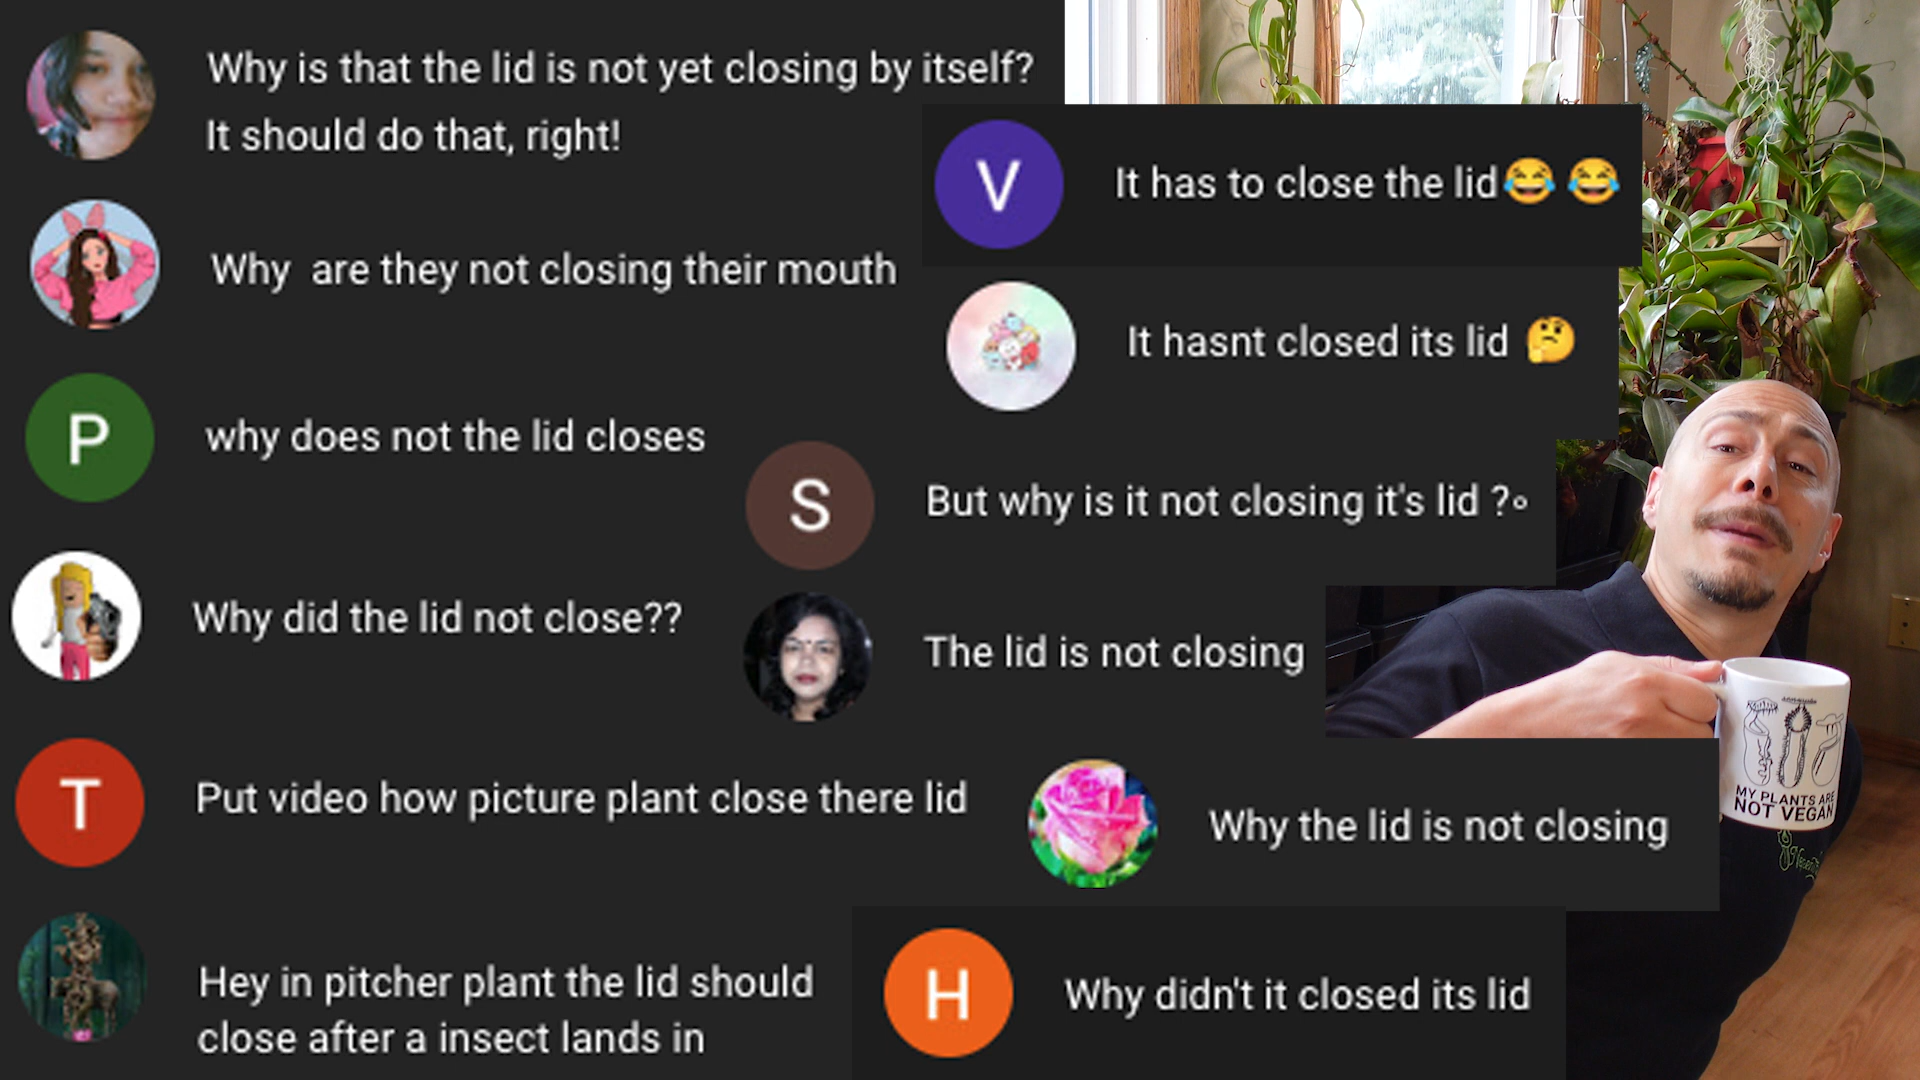 Why is that the lid is not yet closing by itself?
It should do that, right!
V
It has to close the lid😂 😂
Why  are they not closing their mouth
It hasnt closed its lid 🤔
P
why does not the lid closes
S
But why is it not closing it's lid ?∘
Why did the lid not close??
The lid is not closing
T
Put video how picture plant close there lid
Why the lid is not closing
MY PLANTS ARE
NOT VEGAN
Hey in pitcher plant the lid should
close after a insect lands in
H
Why didn't it closed its lid